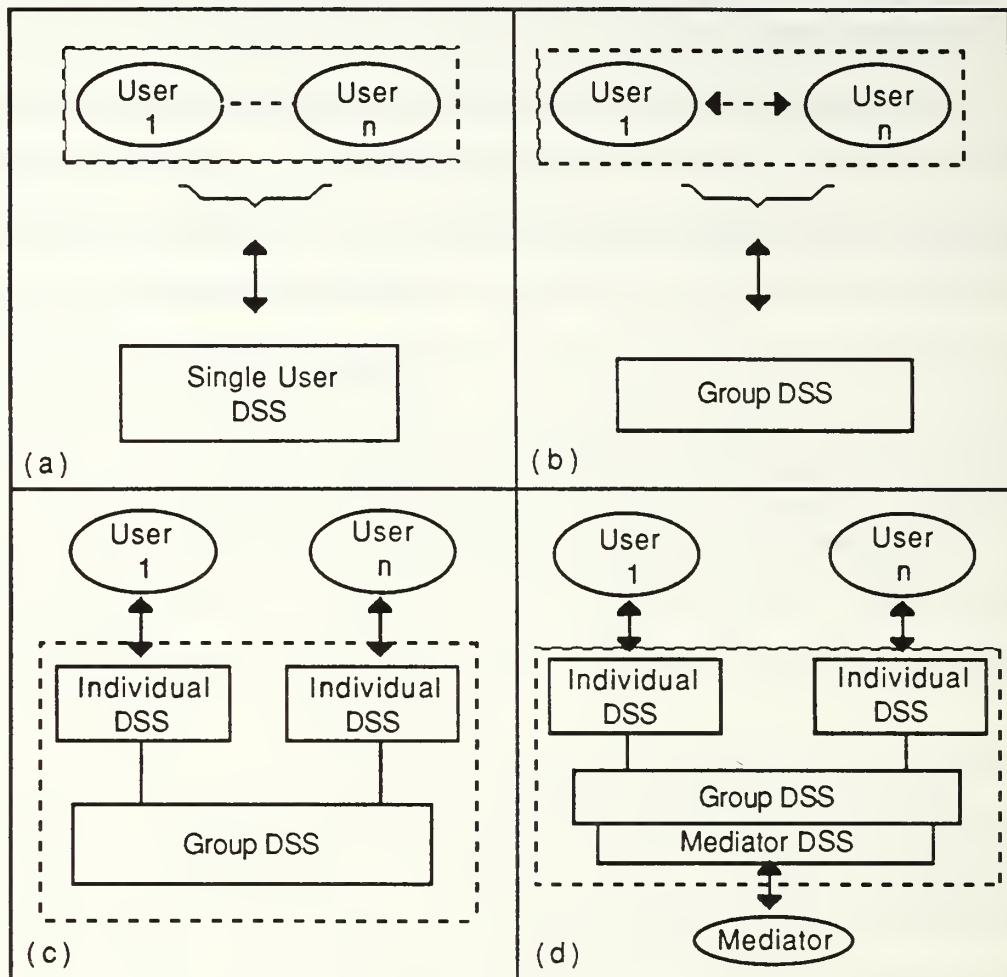 User
1
User
n
Single User
DSS
(a)
User
1
User
n
Group DSS
(b)
User
1
User
n
Individual
DSS
Individual
DSS
Group DSS
(c)
User
1
User
n
Individual
DSS
Individual
DSS
Group DSS
Mediator DSS
Mediator
(d)